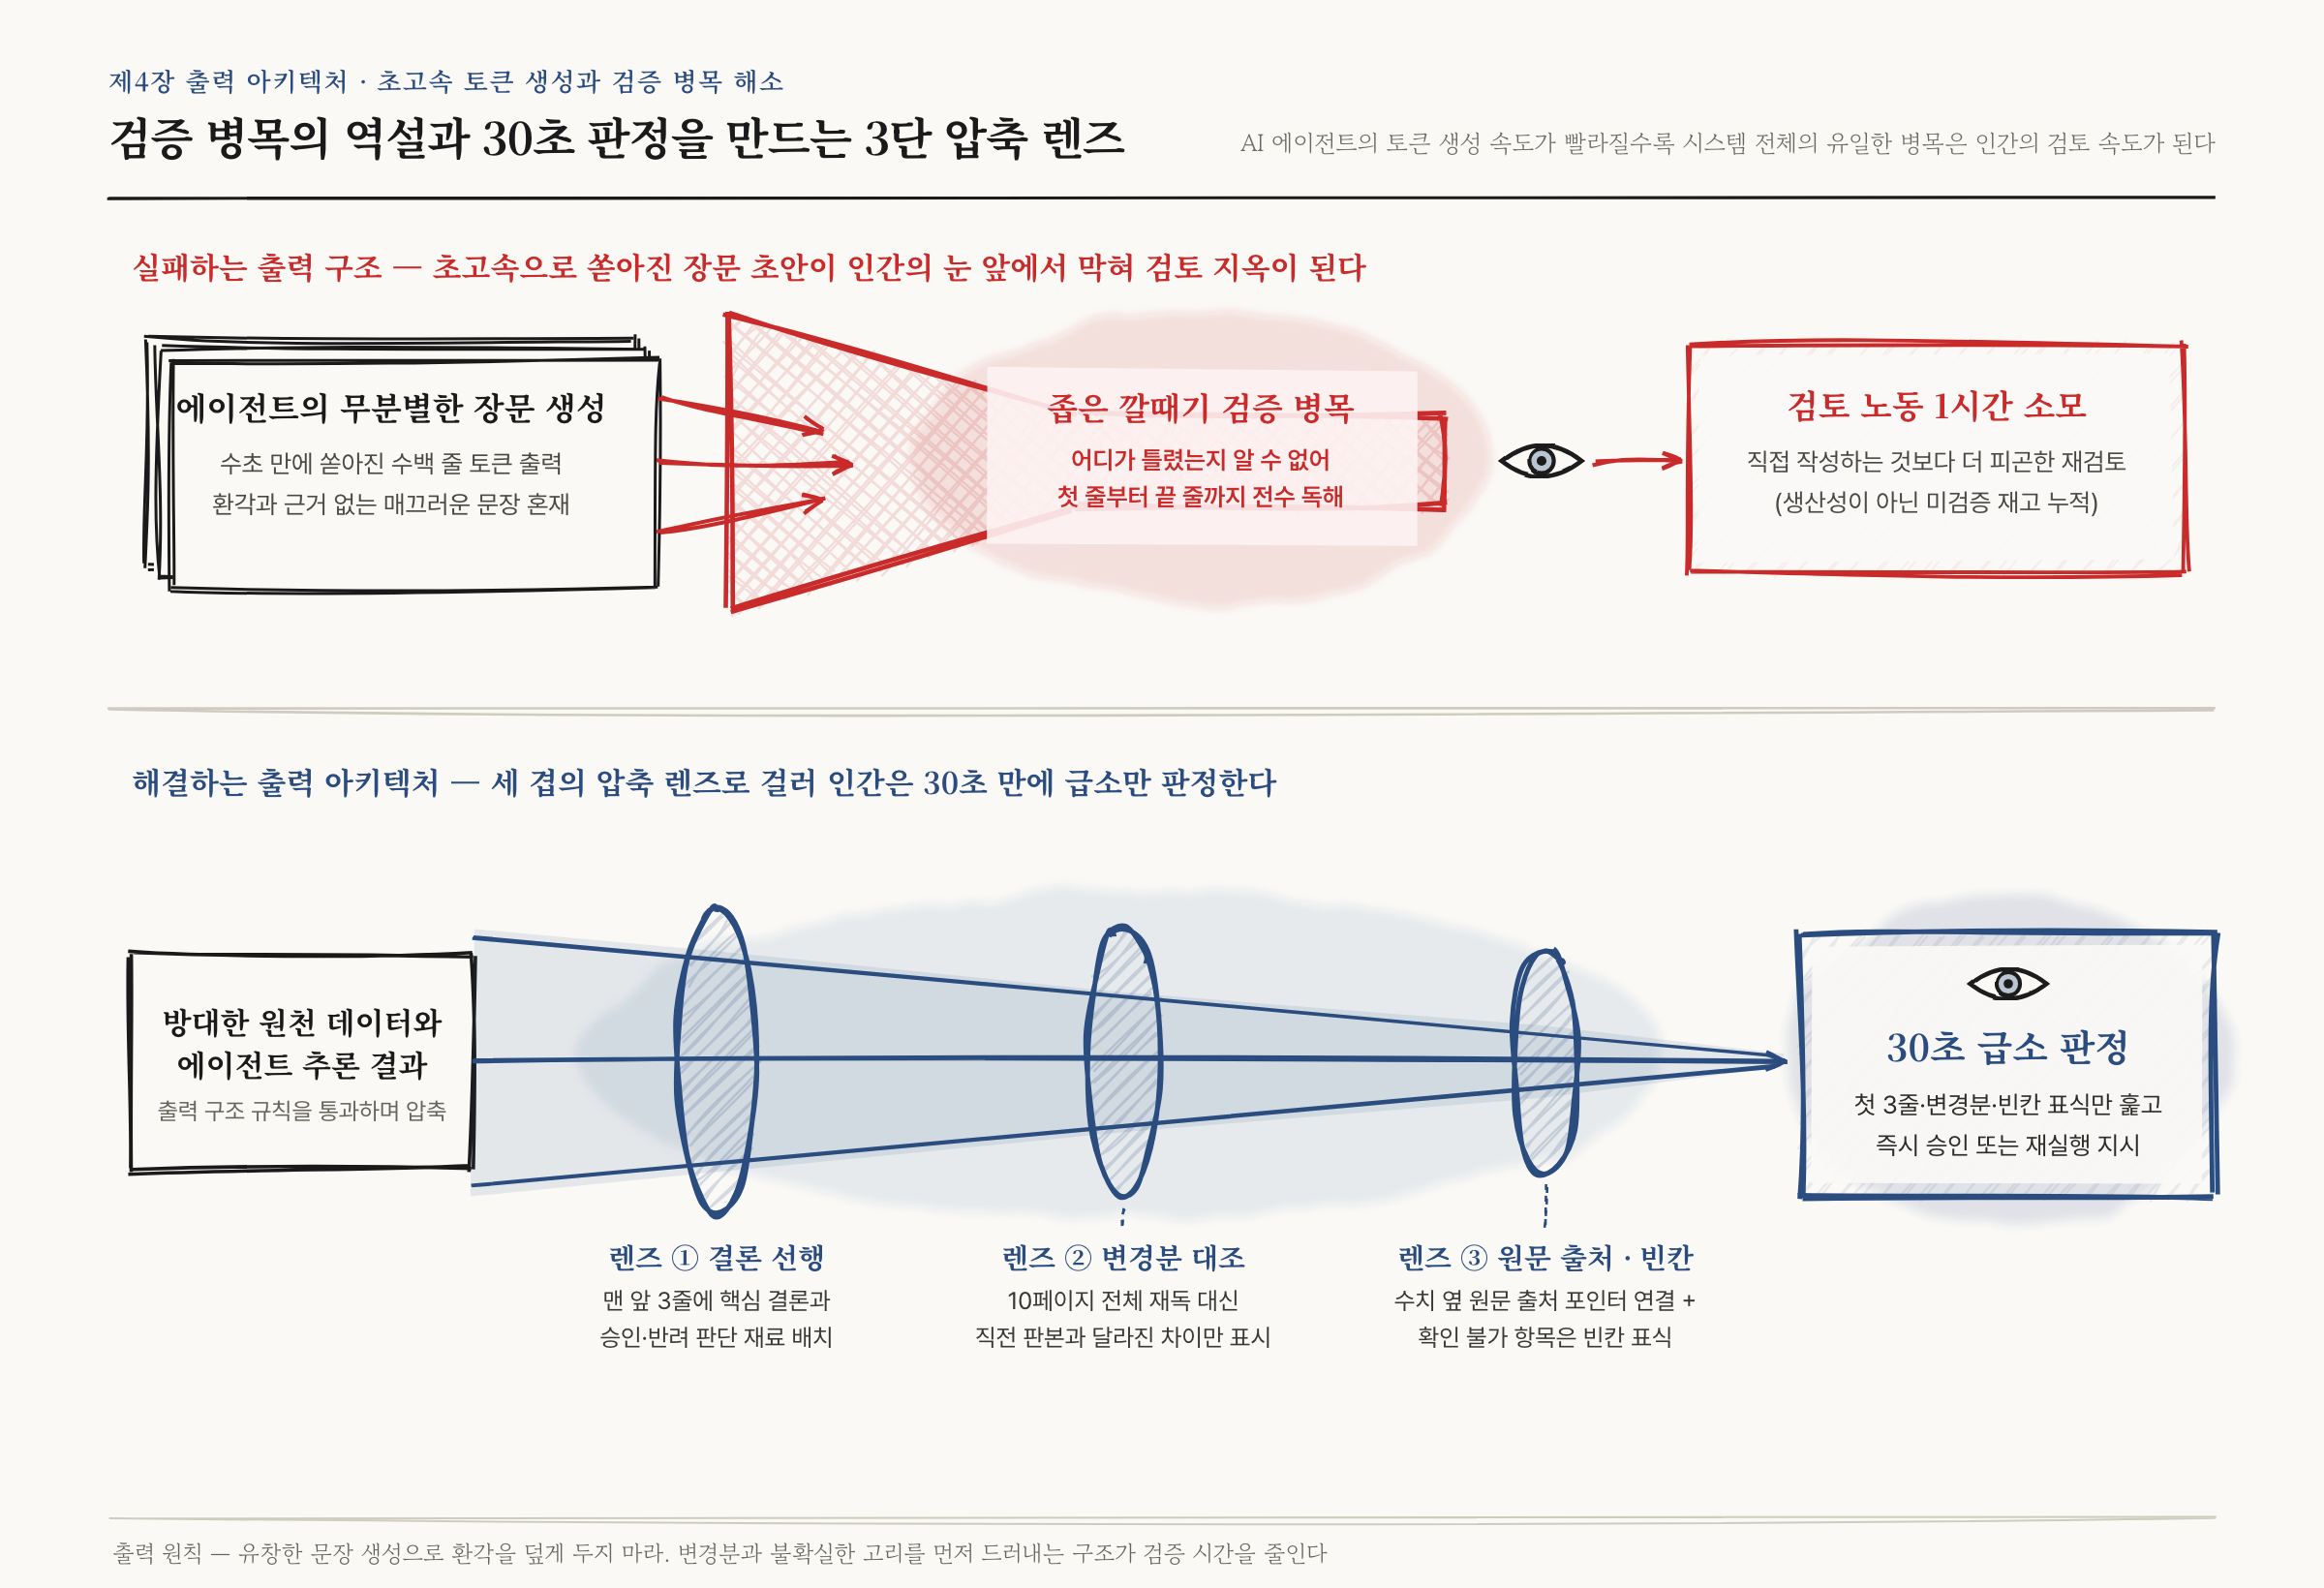 제4장 출력 아키텍처 · 초고속 토큰 생성과 검증 병목 해소
검증 병목의 역설과 30초 판정을 만드는 3단 압축 렌즈
AI 에이전트의 토큰 생성 속도가 빨라질수록 시스템 전체의 유일한 병목은 인간의 검토 속도가 된다
실패하는 출력 구조 — 초고속으로 쏟아진 장문 초안이 인간의 눈 앞에서 막혀 검토 지옥이 된다
에이전트의 무분별한 장문 생성
수초 만에 쏟아진 수백 줄 토큰 출력
환각과 근거 없는 매끄러운 문장 혼재
좁은 깔때기 검증 병목
어디가 틀렸는지 알 수 없어
첫 줄부터 끝 줄까지 전수 독해
검토 노동 1시간 소모
직접 작성하는 것보다 더 피곤한 재검토
(생산성이 아닌 미검증 재고 누적)
해결하는 출력 아키텍처 — 세 겹의 압축 렌즈로 걸러 인간은 30초 만에 급소만 판정한다
방대한 원천 데이터와
에이전트 추론 결과
출력 구조 규칙을 통과하며 압축
렌즈 ① 결론 선행
맨 앞 3줄에 핵심 결론과
승인·반려 판단 재료 배치
렌즈 ② 변경분 대조
10페이지 전체 재독 대신
직전 판본과 달라진 차이만 표시
렌즈 ③ 원문 출처 · 빈칸
수치 옆 원문 출처 포인터 연결 +
확인 불가 항목은 빈칸 표식
30초 급소 판정
첫 3줄·변경분·빈칸 표식만 훑고
즉시 승인 또는 재실행 지시
출력 원칙 — 유창한 문장 생성으로 환각을 덮게 두지 마라. 변경분과 불확실한 고리를 먼저 드러내는 구조가 검증 시간을 줄인다